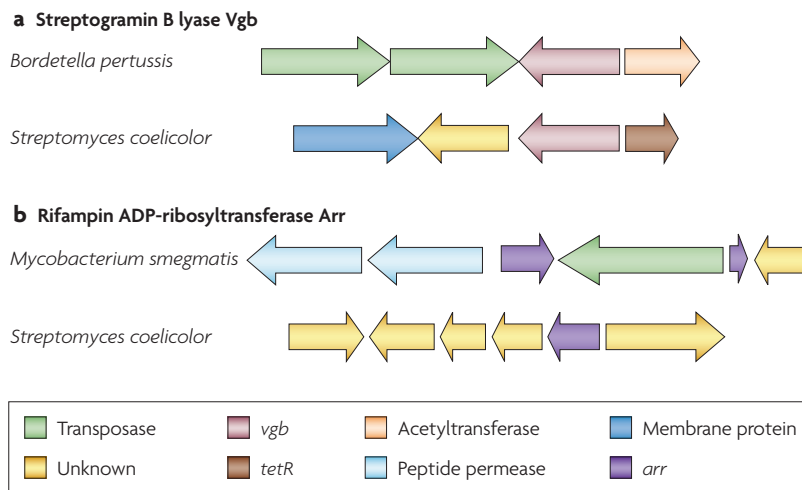 a Streptogramin B lyase Vgb
Bordetella pertussis
Streptomyces coelicolor
b Rifampin ADP-ribosyltransferase Arr
Mycobacterium smegmatis
Streptomyces coelicolor
Transposase vgb Acetyltransferase Membrane protein
Unknown tetR Peptide permease arr